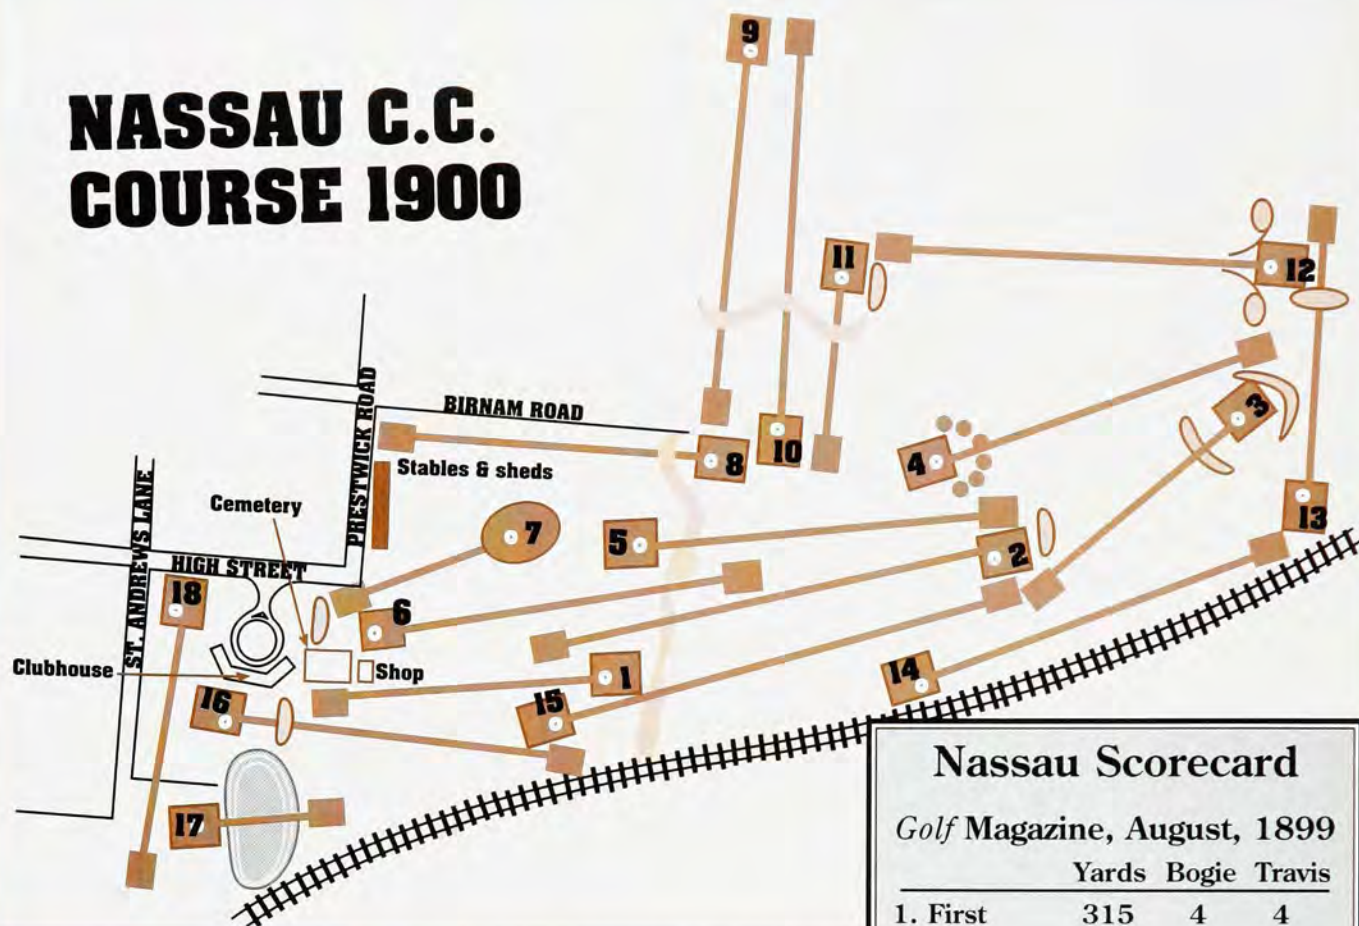 NASSAU C.C.
COURSE 1900
9
11
12
BIRNAM ROAD
PRESTWICK ROAD
3
10
8
4
Stables & sheds
ST. ANDREWS LANE
Cemetery
13
7
5
2
HIGH STREET
18
6
Clubhouse
Shop
1
14
16
15
17
Nassau Scorecard
Golf Magazine, August, 1899
Yards Bogie Travis
1. First 315 4 4